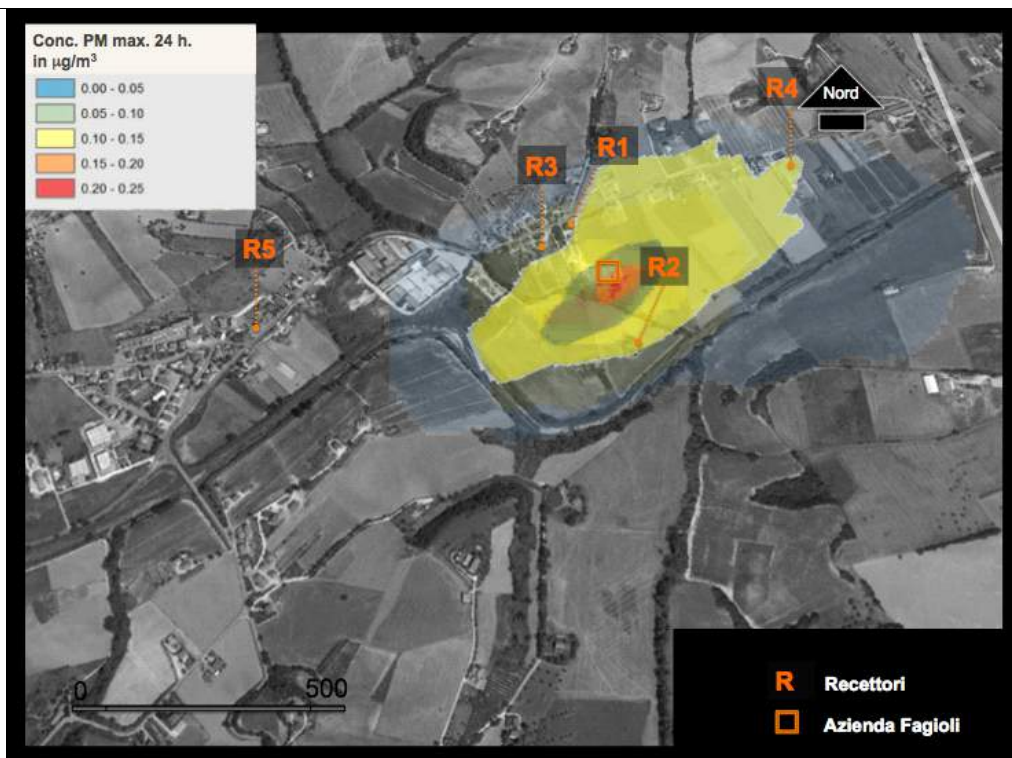 Conc. PM max. 24 h.
in μg/m³
0.00 - 0.05
0.05 - 0.10
0.10 - 0.15
0.15 - 0.20
0.20 - 0.25
R4
Nord
R1
R3
R5
R2
0
500
R Recettori
Azienda Fagioli